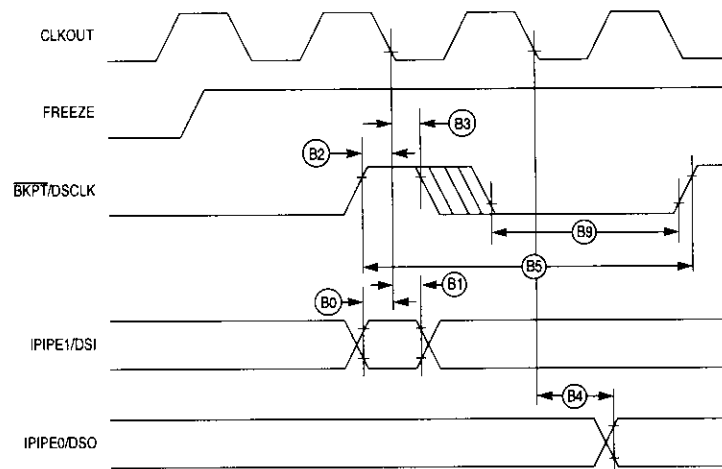 CLKOUT
FREEZE
B3
B2
BKPT/DSCLK
B9
B5
B0
B1
IPIPE1/DSI
B4
IPIPE0/DSO